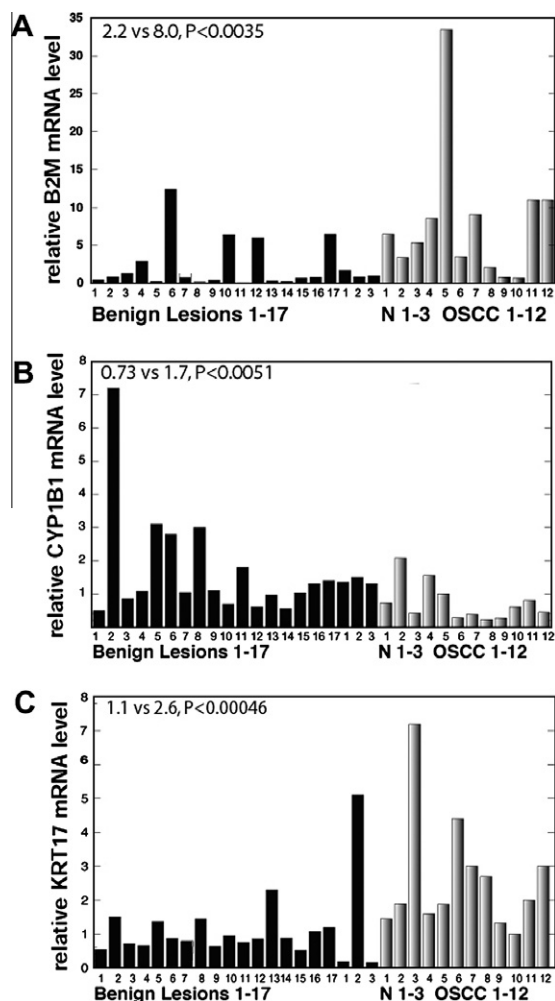 A
2.2 vs 8.0, P<0.0035
relative B2M mRNA level
35
30
25
20
15
10
5
0
1 2 3 4 5 6 7 8 9 10 11 12 13 14 15 16 17 1 2 3 1 2 3 4 5 6 7 8 9 10 11 12
Benign Lesions 1-17 N 1-3 OSCC 1-12
B
0.73 vs 1.7, P<0.0051
relative CYP1B1 mRNA level
8
7
6
5
4
3
2
1
0
1 2 3 4 5 6 7 8 9 10 11 12 13 14 15 16 17 1 2 3 1 2 3 4 5 6 7 8 9 10 11 12
Benign Lesions 1-17 N 1-3 OSCC 1-12
C
1.1 vs 2.6, P<0.00046
relative KRT17 mRNA level
8
7
6
5
4
3
2
1
0
1 2 3 4 5 6 7 8 9 10 11 12 13 14 15 16 17 1 2 3 1 2 3 4 5 6 7 8 9 10 11 12
Benign Lesions 1-17 N 1-3 OSCC 1-12